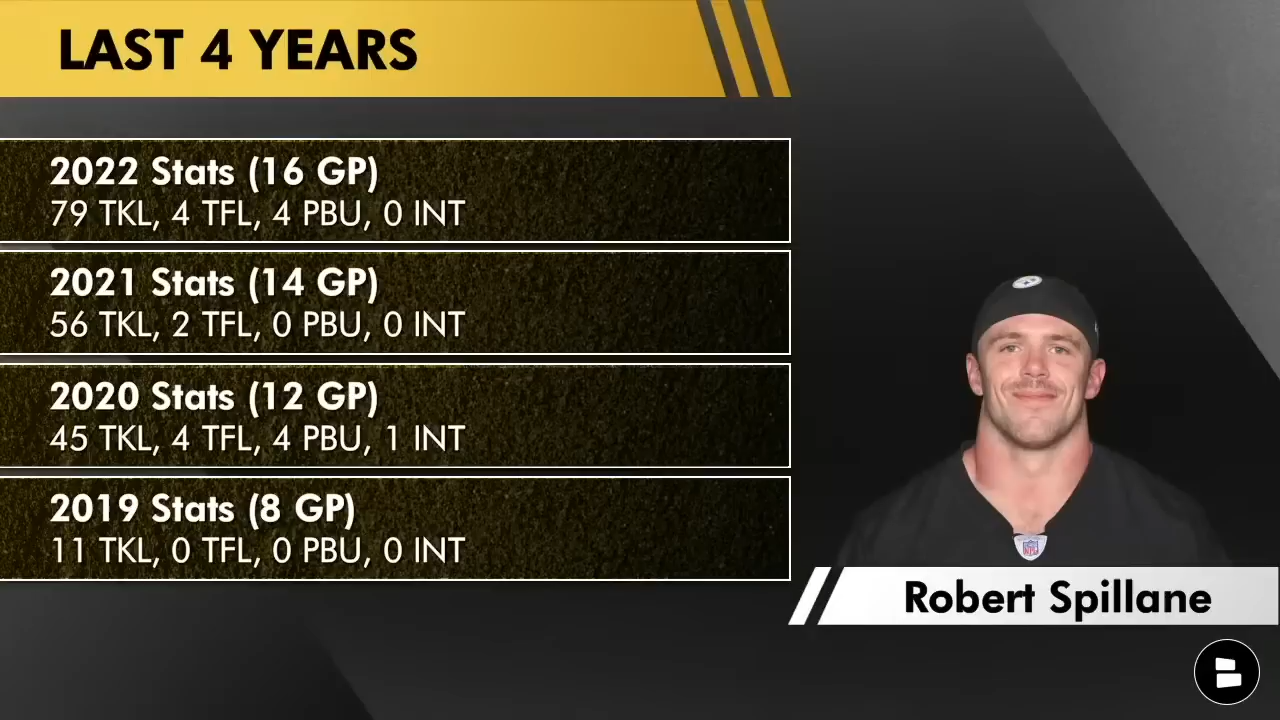 LAST 4 YEARS
2022 Stats (16 GP)
79 TKL, 4 TFL, 4 PBU, 0 INT
2021 Stats (14 GP)
56 TKL, 2 TFL, 0 PBU, 0 INT
2020 Stats (12 GP)
45 TKL, 4 TFL, 4 PBU, 1 INT
2019 Stats (8 GP)
11 TKL, 0 TFL, 0 PBU, 0 INT
NFL
Robert Spillane